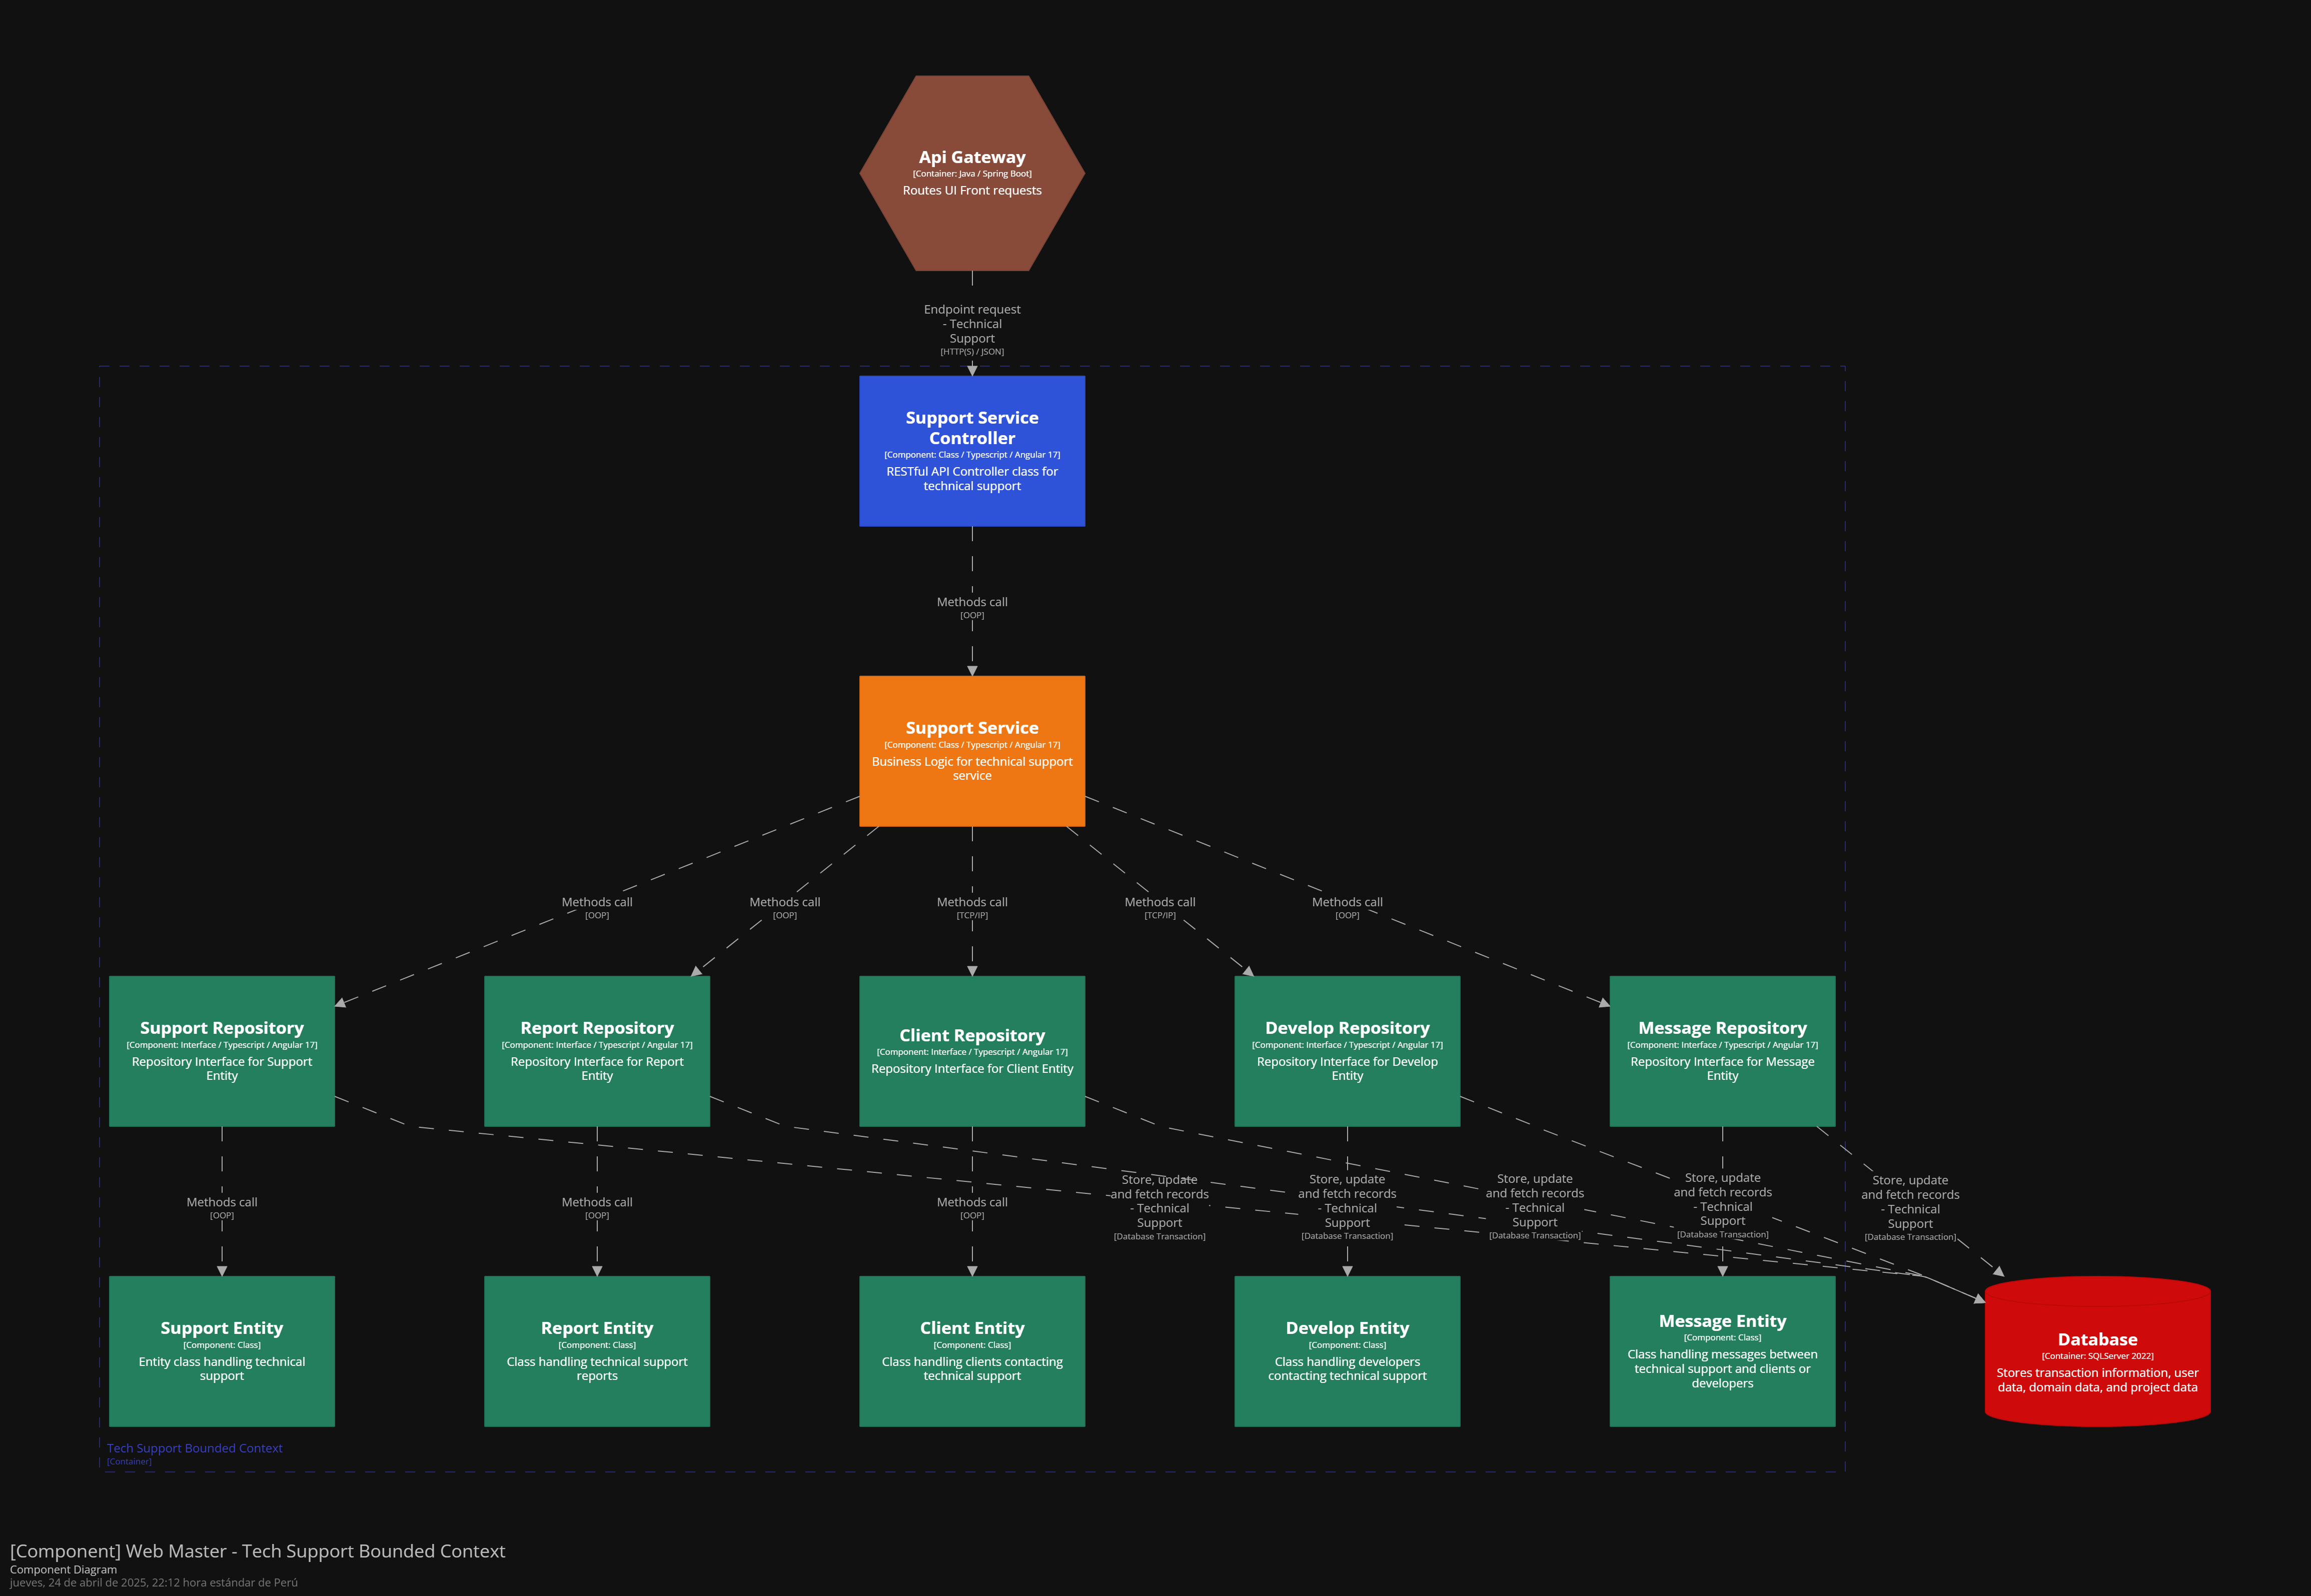 Api Gateway
[Container: Java / Spring Boot]
Routes UI Front requests
Endpoint request
- Technical
Support
[HTTP(S) / JSON]
Support Service
Controller
[Component: Class / Typescript / Angular 17]
RESTful API Controller class for
technical support
Methods call
[OOP]
Support Service
[Component: Class / Typescript / Angular 17]
Business Logic for technical support
service
Methods call
[OOP]
Methods call
[OOP]
Methods call
[TCP/IP]
Methods call
[TCP/IP]
Methods call
[OOP]
Support Repository
[Component: Interface / Typescript / Angular 17]
Repository Interface for Support
Entity
Report Repository
[Component: Interface / Typescript / Angular 17]
Repository Interface for Report
Entity
Client Repository
[Component: Interface / Typescript / Angular 17]
Repository Interface for Client Entity
Develop Repository
[Component: Interface / Typescript / Angular 17]
Repository Interface for Develop
Entity
Message Repository
[Component: Interface / Typescript / Angular 17]
Repository Interface for Message
Entity
Methods call
[OOP]
Methods call
[OOP]
Methods call
[OOP]
Store, update
and fetch records
- Technical
Support
[Database Transaction]
Store, update
and fetch records
- Technical
Support
[Database Transaction]
Store, update
and fetch records
- Technical
Support
[Database Transaction]
Store, update
and fetch records
- Technical
Support
[Database Transaction]
Store, update
and fetch records
- Technical
Support
[Database Transaction]
Support Entity
[Component: Class]
Entity class handling technical
support
Report Entity
[Component: Class]
Class handling technical support
reports
Client Entity
[Component: Class]
Class handling clients contacting
technical support
Develop Entity
[Component: Class]
Class handling developers
contacting technical support
Message Entity
[Component: Class]
Class handling messages between
technical support and clients or
developers
Database
[Container: SQLServer 2022]
Stores transaction information, user
data, domain data, and project data
Tech Support Bounded Context
[Container]
[Component] Web Master - Tech Support Bounded Context
Component Diagram
jueves, 24 de abril de 2025, 22:12 hora estándar de Perú